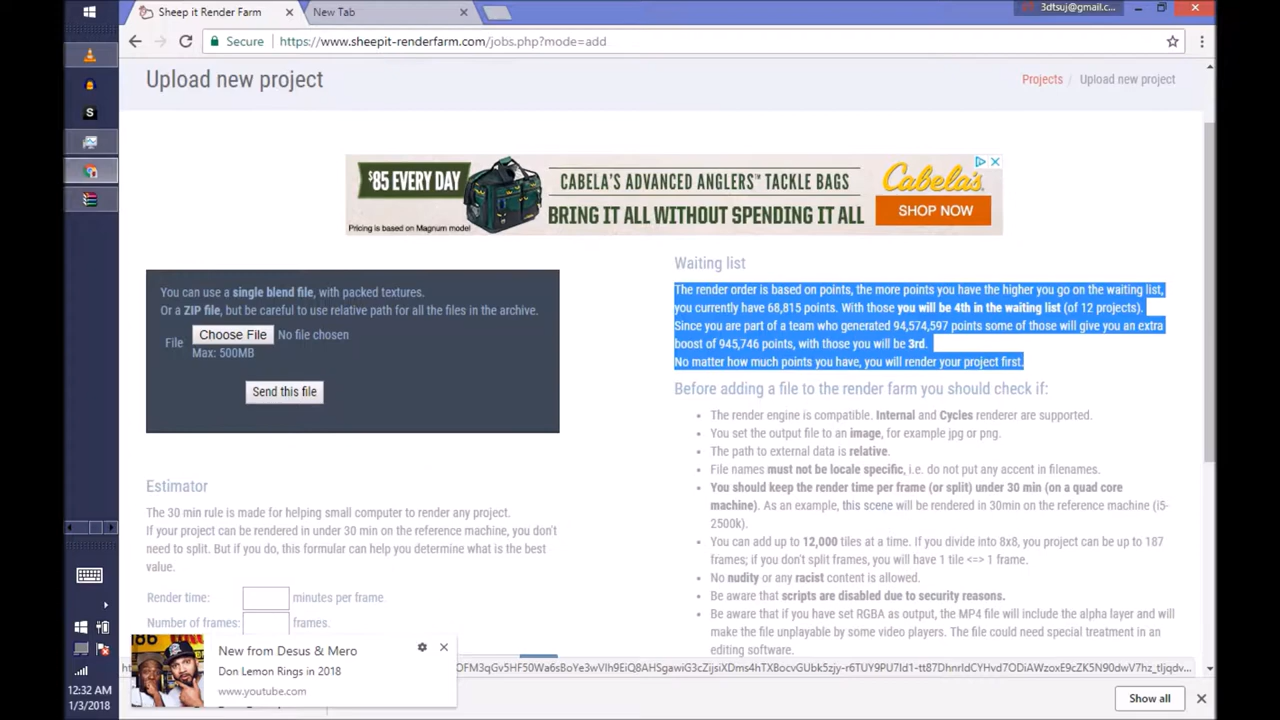 Sheep it Render Farm
New Tab
3dtsuj@gmail.c...
Secure
https://www.sheepit-renderfarm.com/jobs.php?mode=add
Upload new project
Projects / Upload new project
$85 EVERY DAY
Pricing is based on Magnum model
CABELA'S ADVANCED ANGLERS™ TACKLE BAGS
BRING IT ALL WITHOUT SPENDING IT ALL
Cabela's
SHOP NOW
You can use a single blend file, with packed textures.
Or a ZIP file, but be careful to use relative path for all the files in the archive.
File
Choose File
No file chosen
Max: 500MB
Send this file
Waiting list
The render order is based on points, the more points you have the higher you go on the waiting list,
you currently have 68,815 points. With those you will be 4th in the waiting list (of 12 projects).
Since you are part of a team who generated 94,574,597 points some of those will give you an extra
boost of 945,746 points, with those you will be 3rd.
No matter how much points you have, you will render your project first.
Before adding a file to the render farm you should check if:
• The render engine is compatible. Internal and Cycles renderer are supported.
• You set the output file to an image, for example jpg or png.
• The path to external data is relative.
• File names must not be locale specific, i.e. do not put any accent in filenames.
• You should keep the render time per frame (or split) under 30 min (on a quad core
machine). As an example, this scene will be rendered in 30min on the reference machine (i5-
2500k).
• You can add up to 12,000 tiles at a time. If you divide into 8x8, you project can be up to 187
frames; if you don't split frames, you will have 1 tile <=> 1 frame.
• No nudity or any racist content is allowed.
• Be aware that scripts are disabled due to security reasons.
• Be aware that if you have set RGBA as output, the MP4 file will include the alpha layer and will
make the file unplayable by some video players. The file could need special treatment in an
editing software.
Estimator
The 30 min rule is made for helping small computer to render any project.
If your project can be rendered in under 30 min on the reference machine, you don't
need to split. But if you do, this formular can help you determine what is the best
value.
Render time:
minutes per frame
Number of frames:
frames.
New from Desus & Mero
Don Lemon Rings in 2018
www.youtube.com
Show all
12:32 AM
1/3/2018